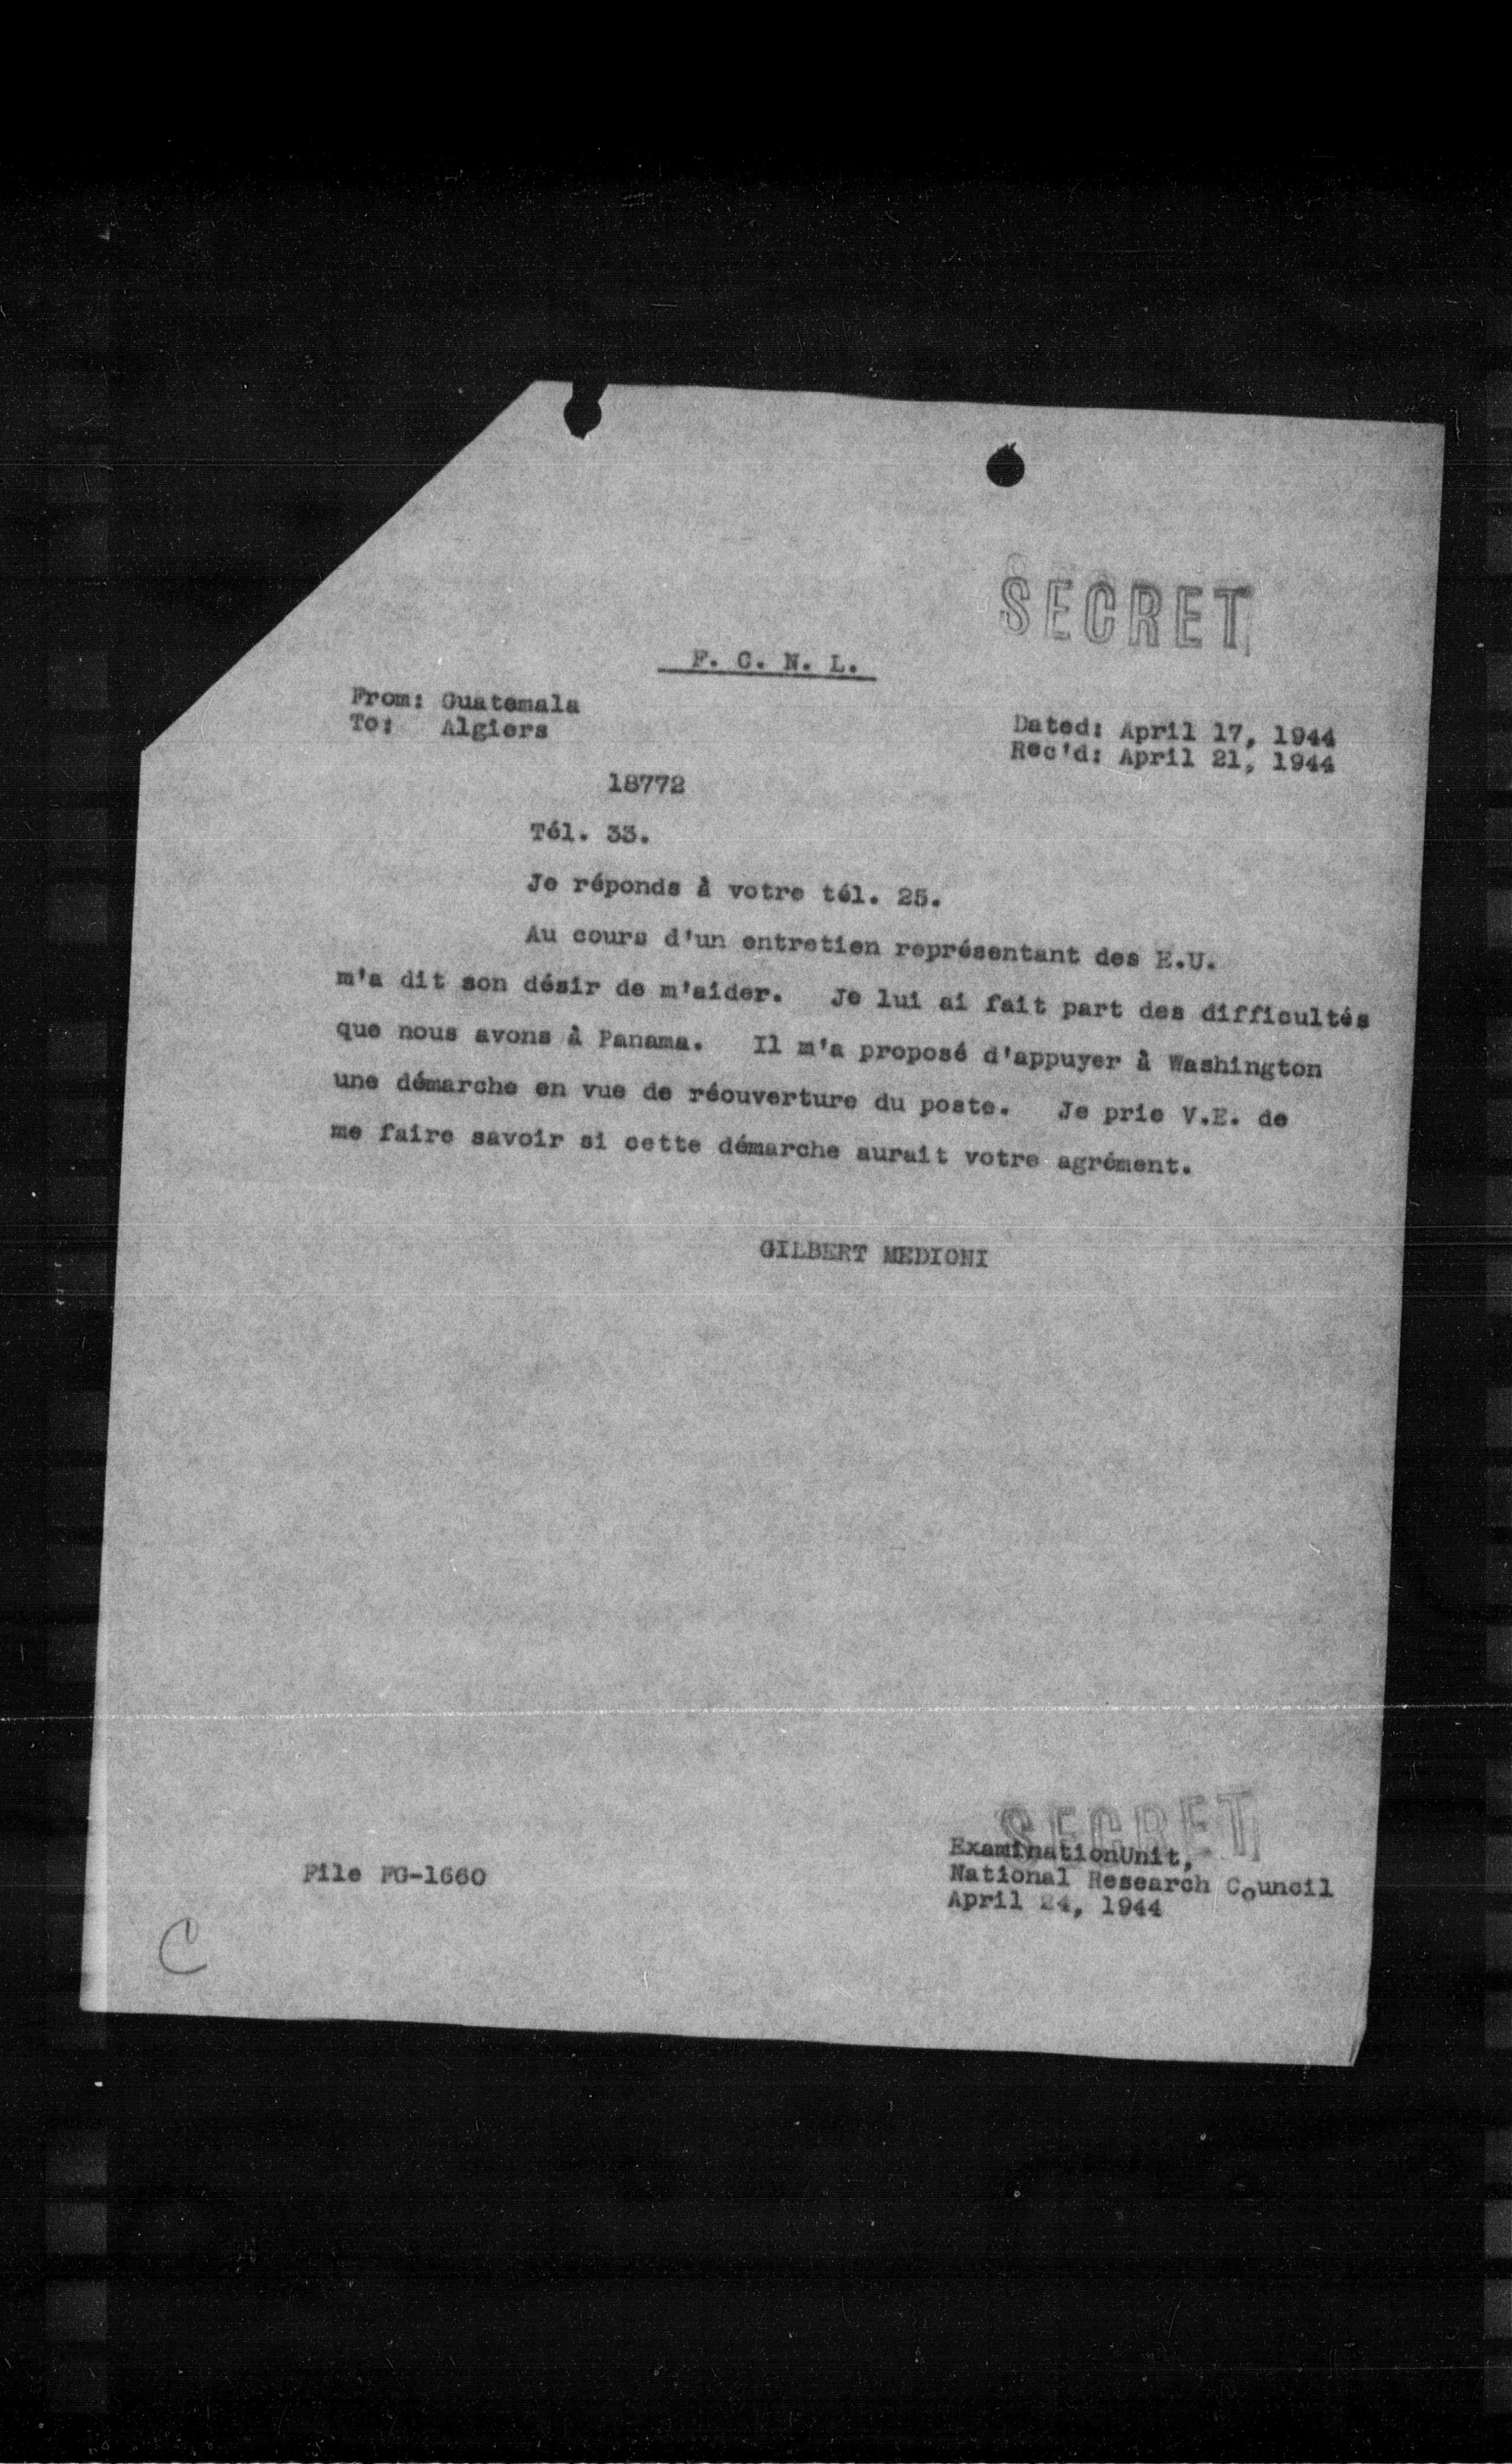 SECRET
F. C. N. L.
From: Guatemala
To: Algiers
Dated: April 17, 1944
Rec'd: April 21, 1944
18772
Tél. 33.
Je réponds à votre tél. 25.
Au cours d'un entretien représentant des E.U.
m'a dit son désir de m'aider. Je lui ai fait part des difficultés
que nous avons à Panama. Il m'a proposé d'appuyer à Washington
une démarche en vue de réouverture du poste. Je prie V.E. de
me faire savoir si cette démarche aurait votre agrément.
GILBERT MEDIONI
SECRET
ExaminationUnit,
File FG-1660
National Research Council
April 24, 1944
C